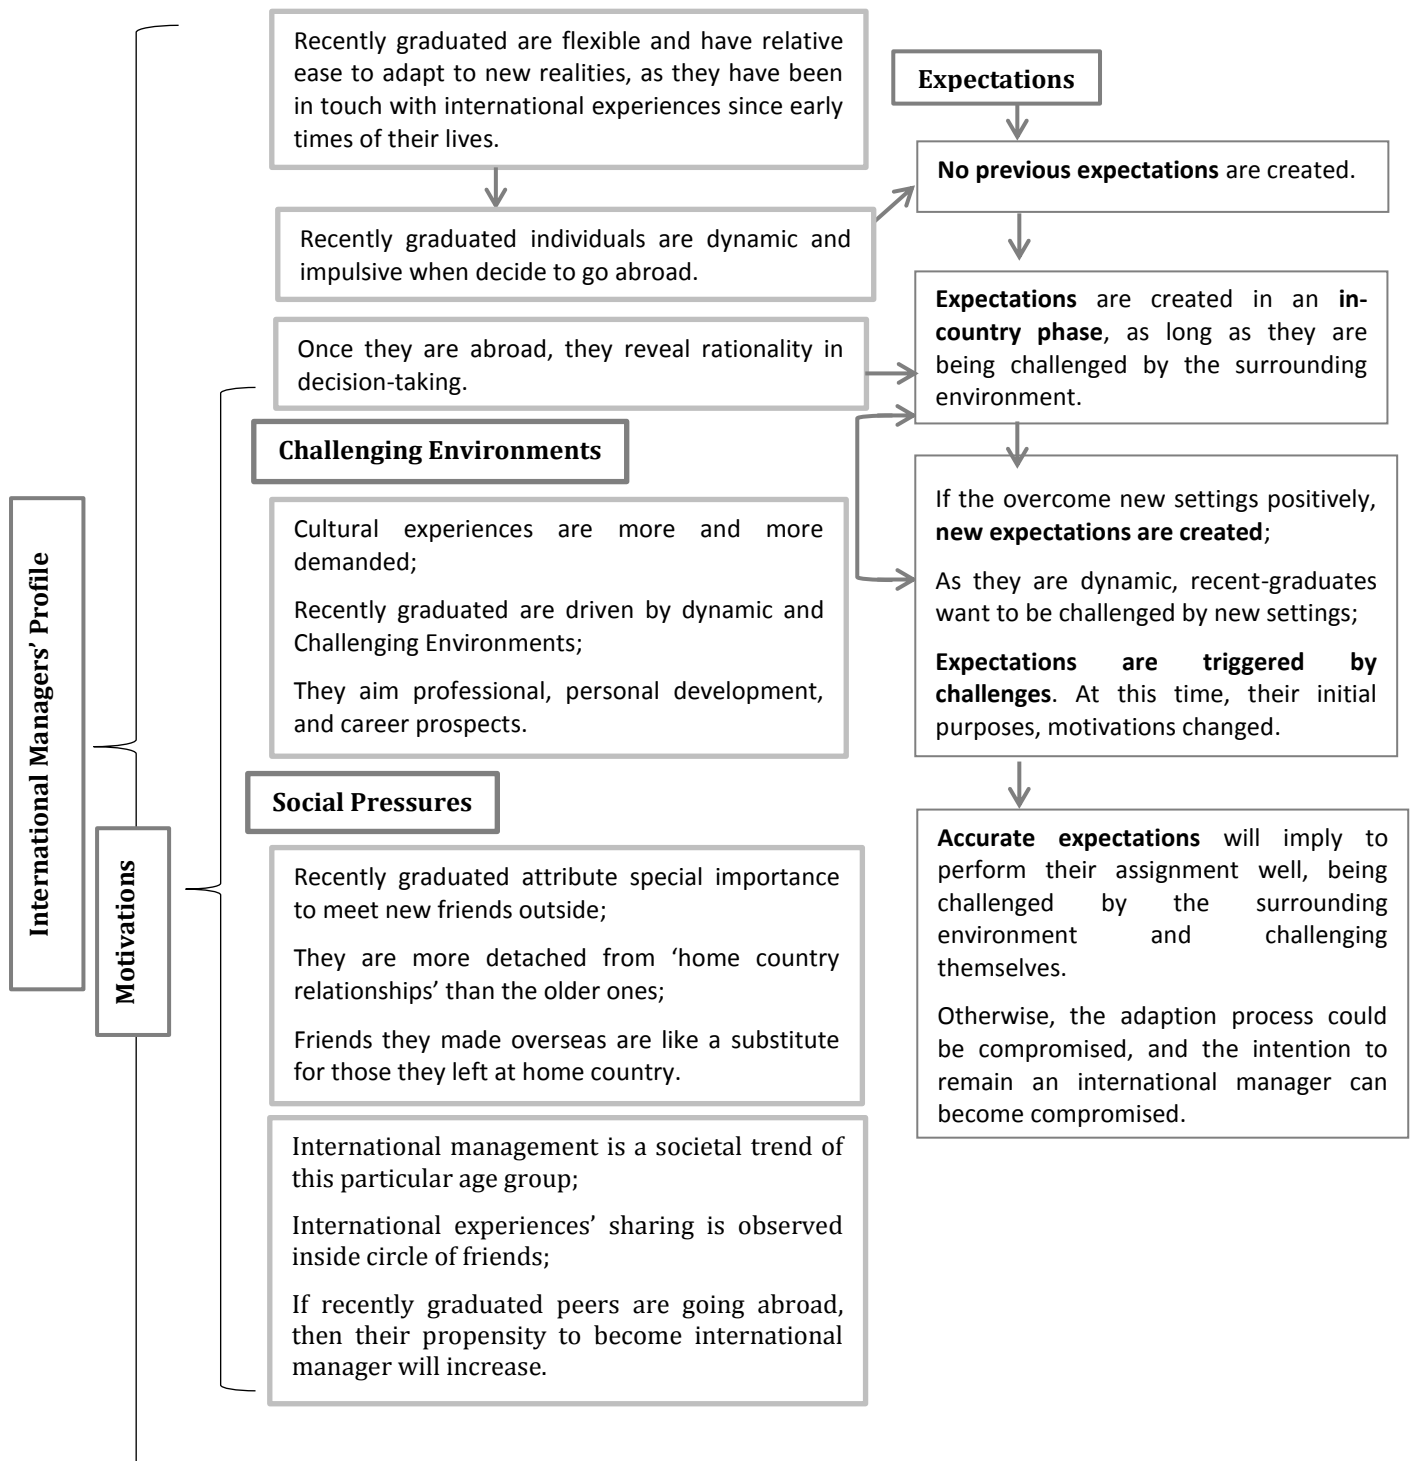 International Managers' Profile
Motivations
Recently graduated are flexible and have relative
ease to adapt to new realities, as they have been
in touch with international experiences since early
times of their lives.
Recently graduated individuals are dynamic and
impulsive when decide to go abroad.
Once they are abroad, they reveal rationality in
decision-taking.
Challenging Environments
Cultural experiences are more and more
demanded;
Recently graduated are driven by dynamic and
Challenging Environments;
They aim professional, personal development,
and career prospects.
Social Pressures
Recently graduated attribute special importance
to meet new friends outside;
They are more detached from ‘home country
relationships’ than the older ones;
Friends they made overseas are like a substitute
for those they left at home country.
International management is a societal trend of
this particular age group;
International experiences’ sharing is observed
inside circle of friends;
If recently graduated peers are going abroad,
then their propensity to become international
manager will increase.
Expectations
No previous expectations are created.
Expectations are created in an in-
country phase, as long as they are
being challenged by the surrounding
environment.
If the overcome new settings positively,
new expectations are created;
As they are dynamic, recent-graduates
want to be challenged by new settings;
Expectations are triggered by
challenges. At this time, their initial
purposes, motivations changed.
Accurate expectations will imply to
perform their assignment well, being
challenged by the surrounding
environment and challenging
themselves.
Otherwise, the adaption process could
be compromised, and the intention to
remain an international manager can
become compromised.